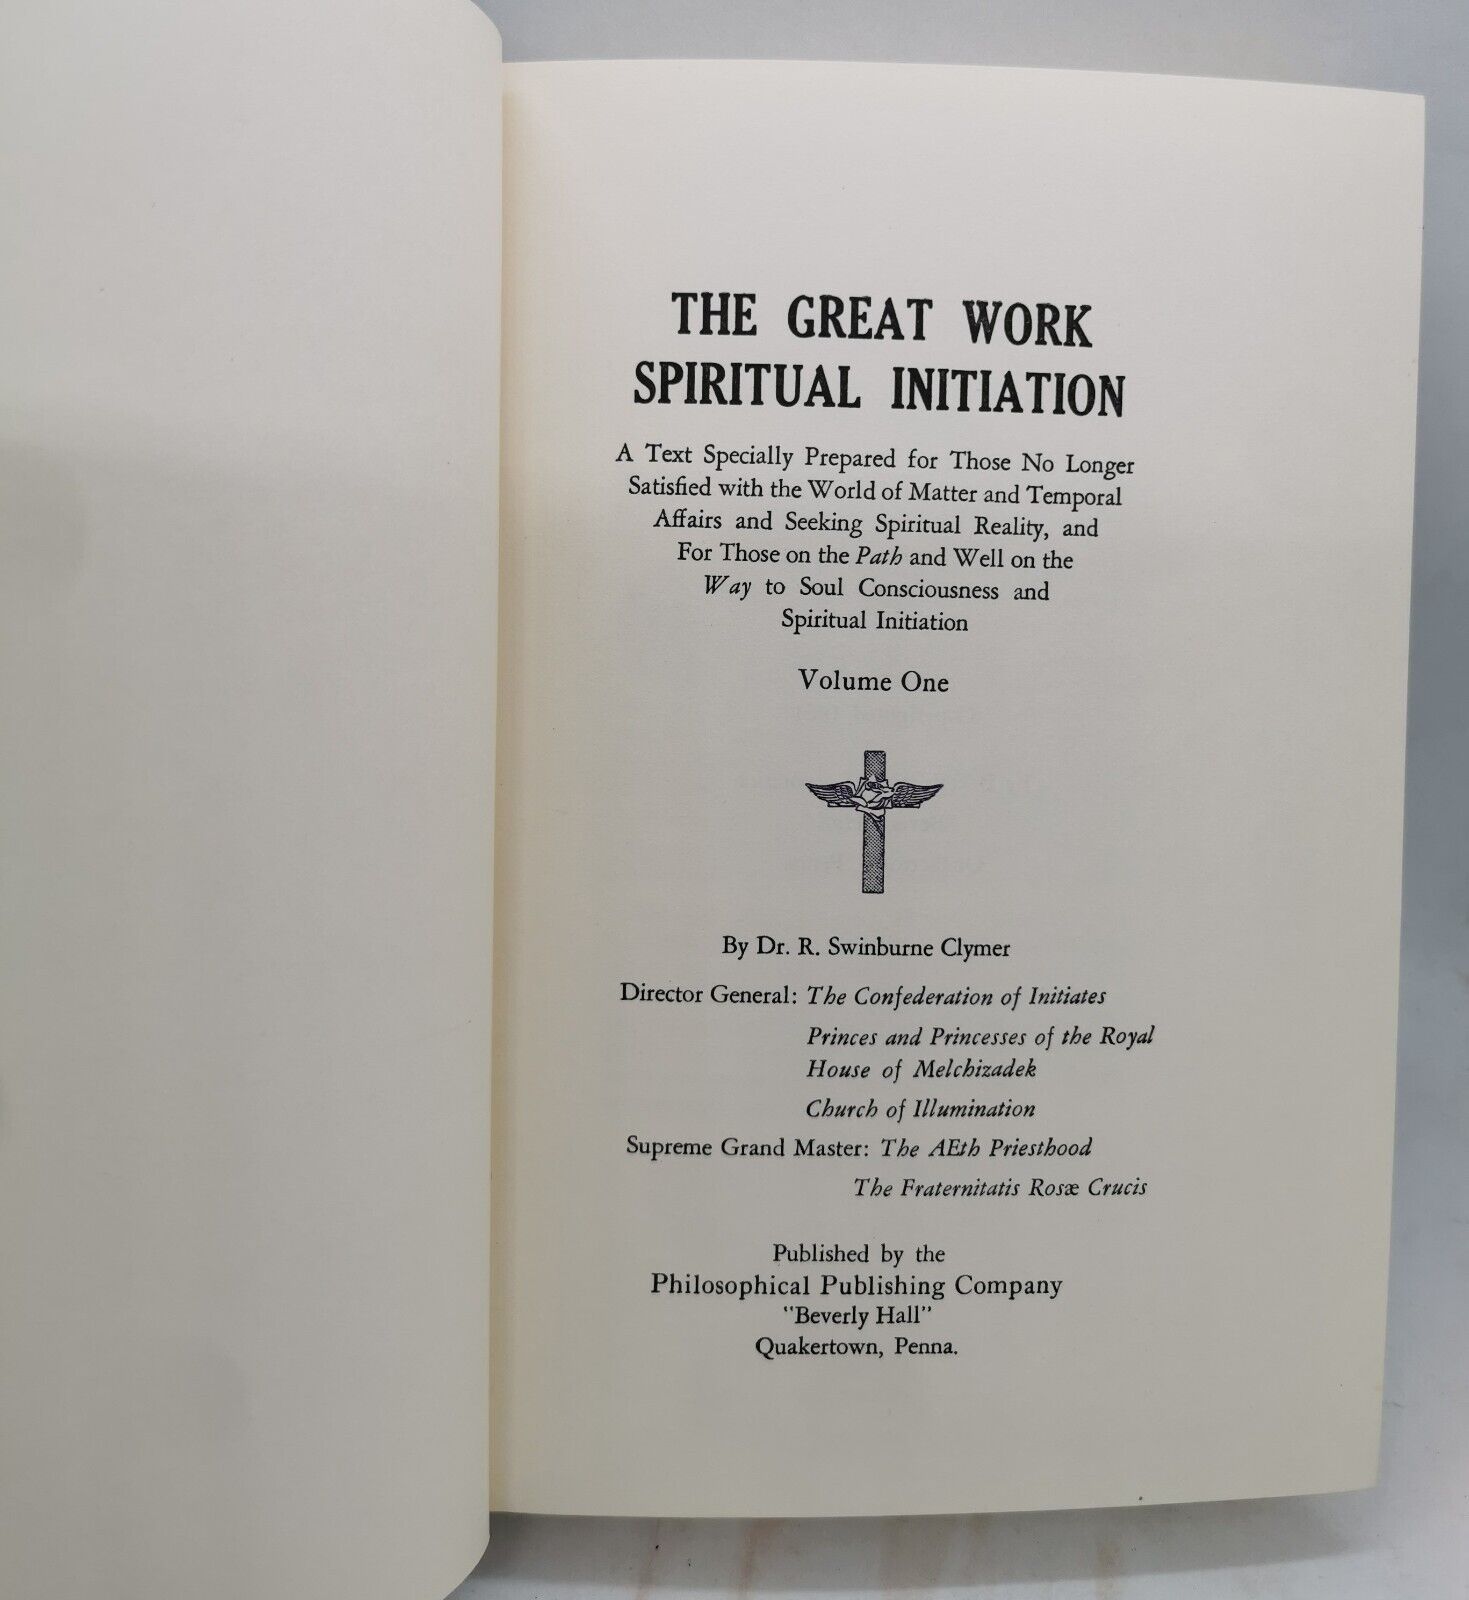 THE GREAT WORK
SPIRITUAL INITIATION
A Text Specially Prepared for Those No Longer
Satisfied with the World of Matter and Temporal
Affairs and Seeking Spiritual Reality, and
For Those on the Path and Well on the
Way to Soul Consciousness and
Spiritual Initiation
Volume One
By Dr. R. Swinburne Clymer
Director General: The Confederation of Initiates
Princes and Princesses of the Royal
House of Melchizadek
Church of Illumination
Supreme Grand Master: The AEth Priesthood
The Fraternitatis Rosæ Crucis
Published by the
Philosophical Publishing Company
"Beverly Hall"
Quakertown, Penna.